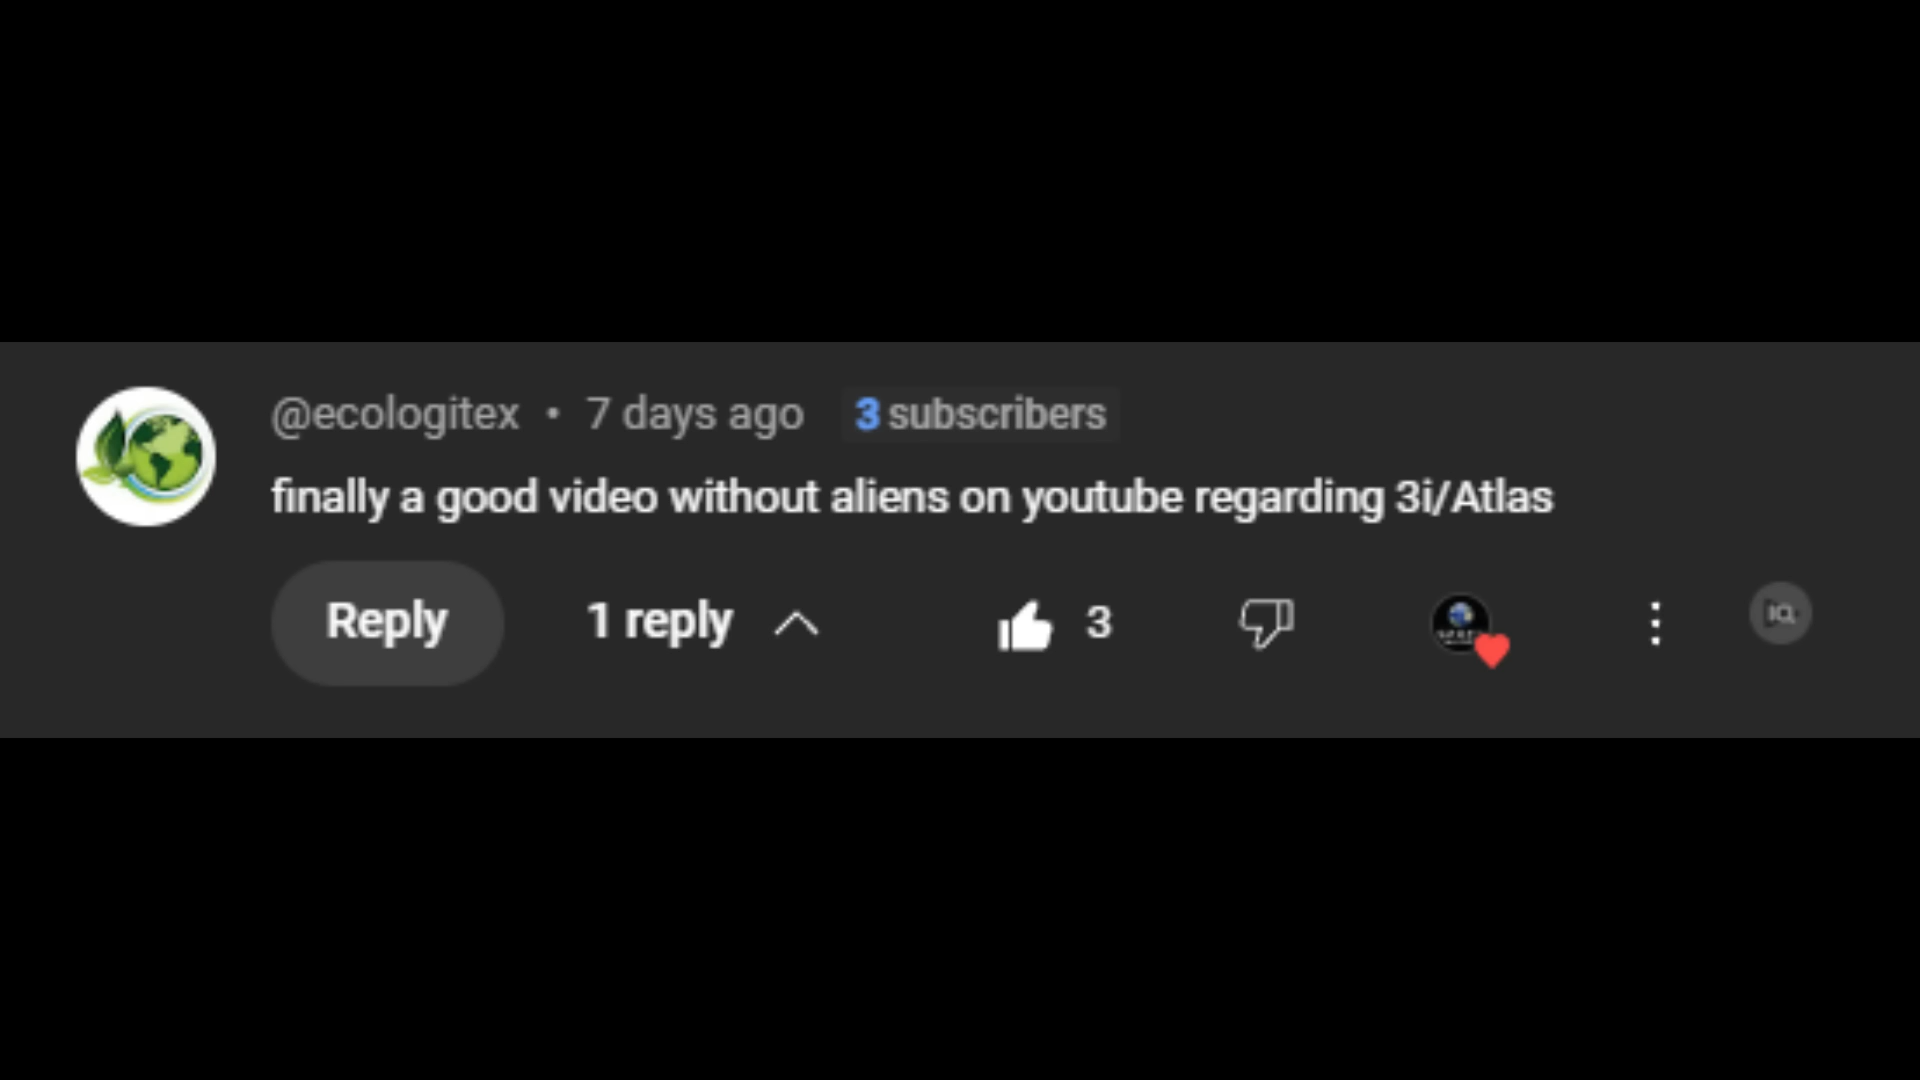 @ecologitex • 7 days ago 3 subscribers
finally a good video without aliens on youtube regarding 3i/Atlas
Reply 1 reply 3